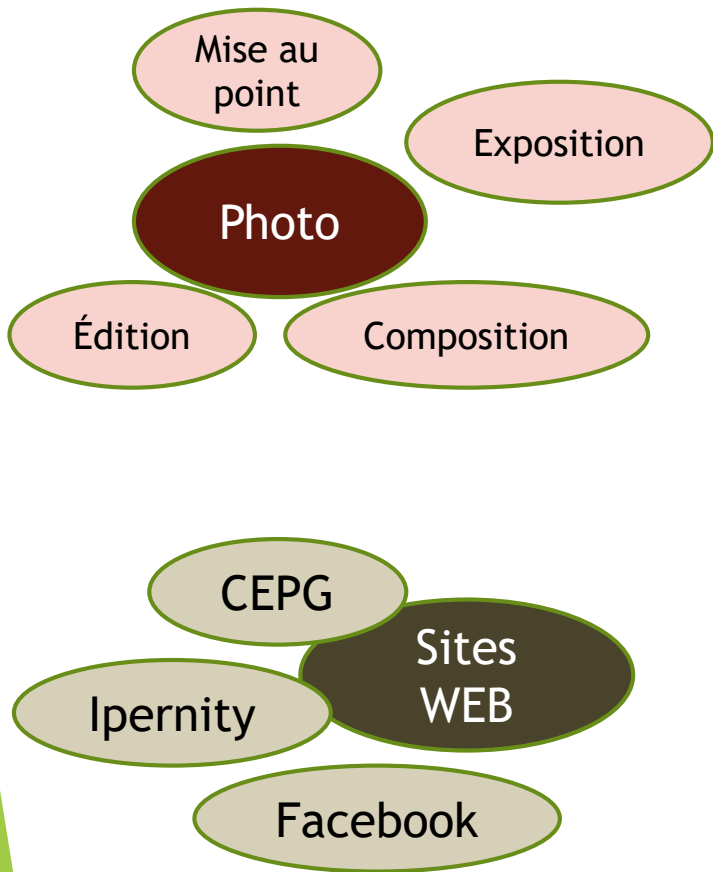 Mise au
point
Exposition
Photo
Édition
Composition
CEPG
Sites
WEB
Ipernity
Facebook